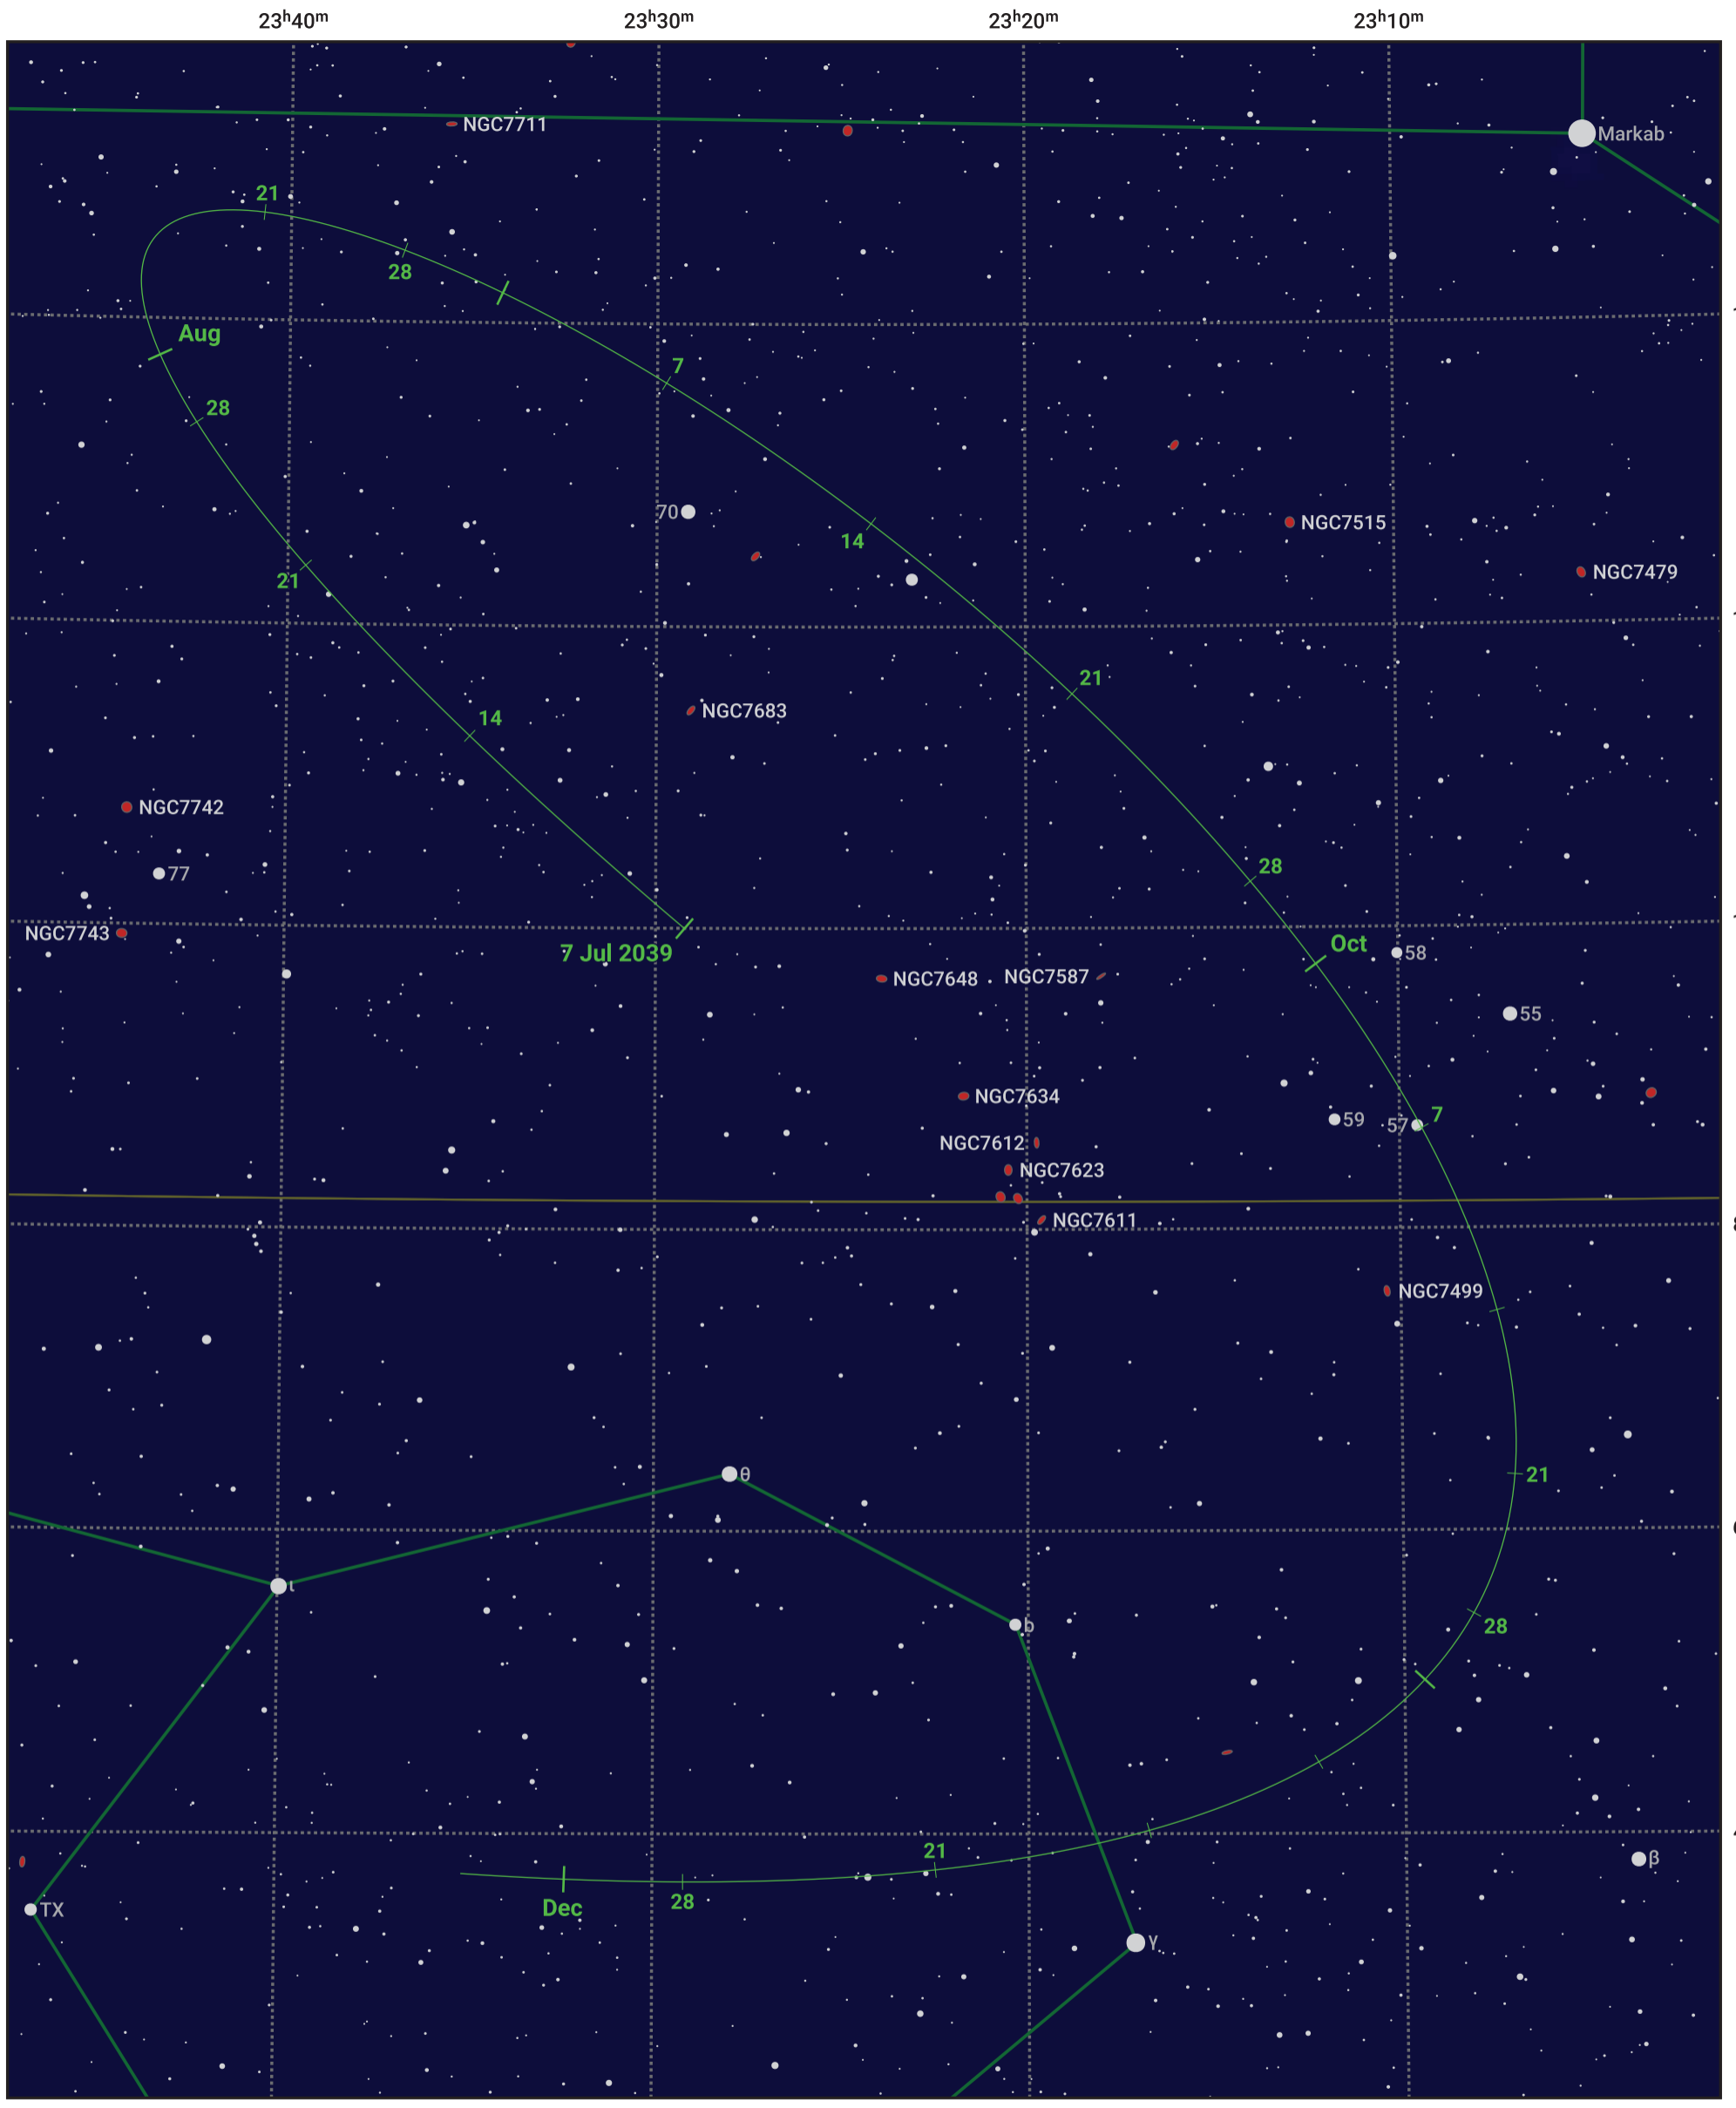 23ʰ40ᵐ 23ʰ30ᵐ 23ʰ20ᵐ 23ʰ10ᵐ
NGC7711
Markab
21
28
Aug
7
28
70
14
NGC7515
NGC7479
21
21
NGC7683
14
NGC7742
28
77
NGC7743
Oct
7 Jul 2039
58
NGC7648
NGC7587
55
NGC7634
7
59
57
NGC7612
NGC7623
NGC7611
8
NGC7499
θ
21
ι
b
28
21
β
28
Dec
TX
γ